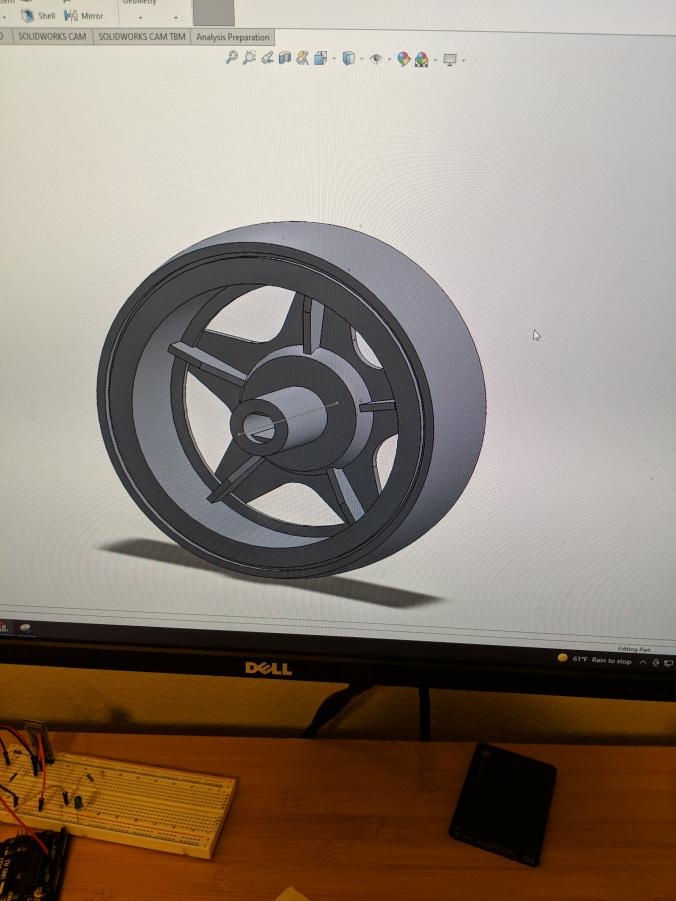 Geometry
Shell
Mirror
SOLIDWORKS CAM
SOLIDWORKS CAM TBM
Analysis Preparation
Editing Part
61°F Rain to stop
DELL